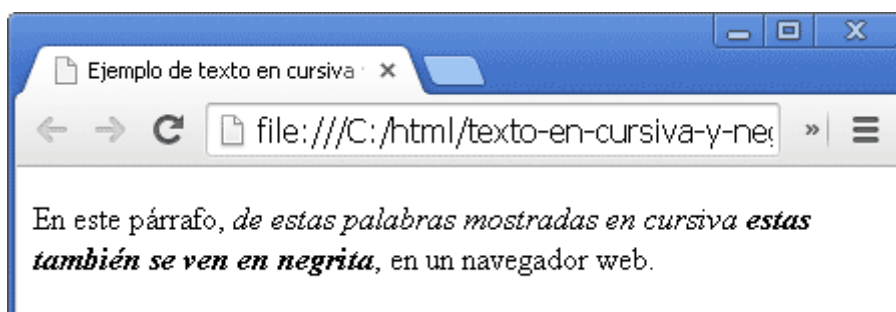 Ejemplo de texto en cursiva
file:///C:/html/texto-en-cursiva-y-neg
En este párrafo, de estas palabras mostradas en cursiva estas
también se ven en negrita, en un navegador web.